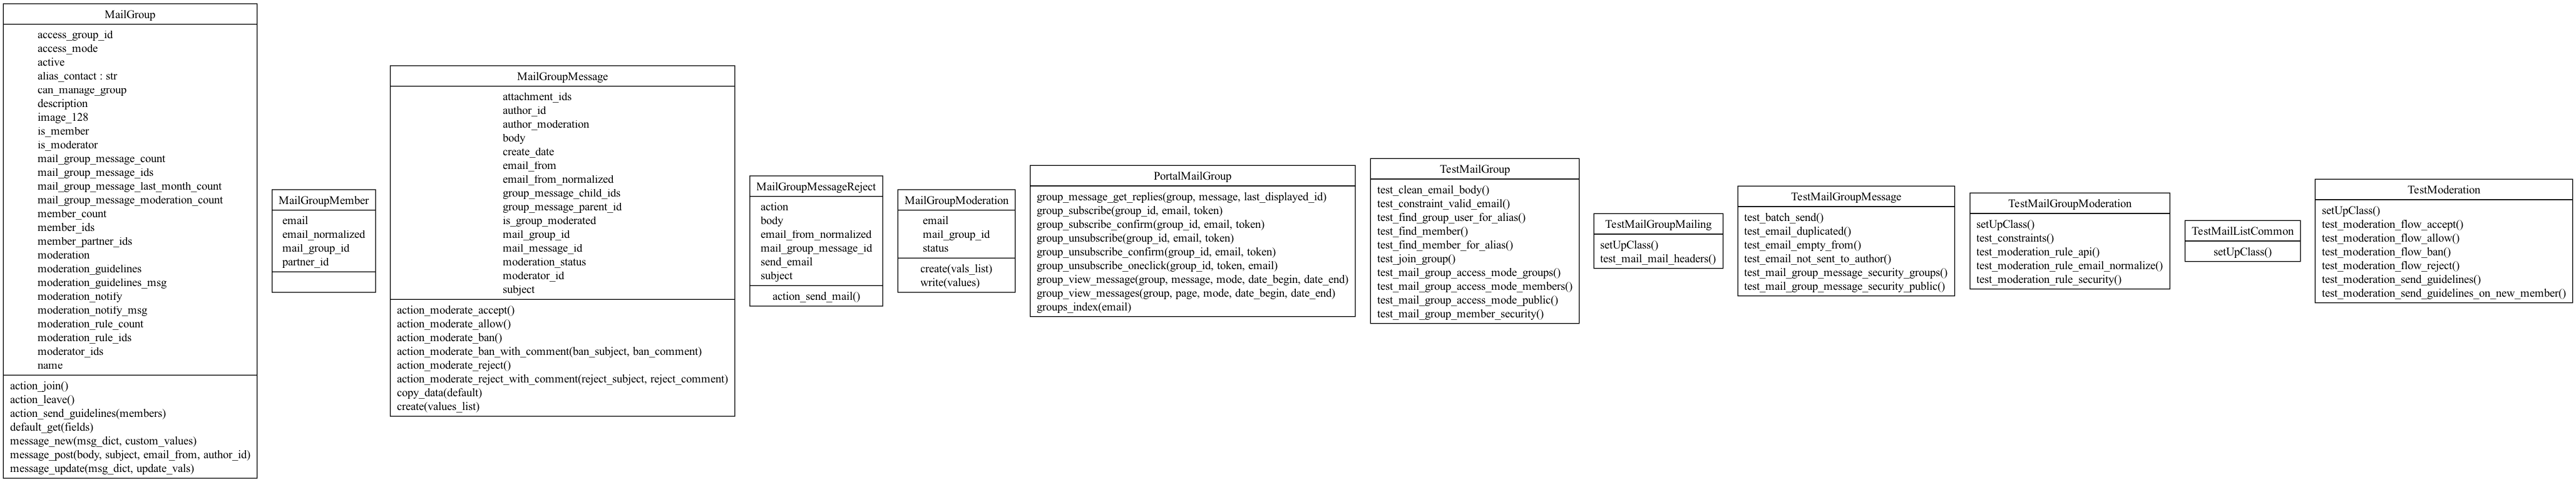 MailGroup
access_group_id
access_mode
active
alias_contact : str
can_manage_group
description
image_128
is_member
is_moderator
mail_group_message_count
mail_group_message_ids
mail_group_message_last_month_count
mail_group_message_moderation_count
member_count
member_ids
member_partner_ids
moderation
moderation_guidelines
moderation_guidelines_msg
moderation_notify
moderation_notify_msg
moderation_rule_count
moderation_rule_ids
moderator_ids
name
action_join()
action_leave()
action_send_guidelines(members)
default_get(fields)
message_new(msg_dict, custom_values)
message_post(body, subject, email_from, author_id)
message_update(msg_dict, update_vals)
MailGroupMember
email
email_normalized
mail_group_id
partner_id
MailGroupMessage
attachment_ids
author_id
author_moderation
body
create_date
email_from
email_from_normalized
group_message_child_ids
group_message_parent_id
is_group_moderated
mail_group_id
mail_message_id
moderation_status
moderator_id
subject
action_moderate_accept()
action_moderate_allow()
action_moderate_ban()
action_moderate_ban_with_comment(ban_subject, ban_comment)
action_moderate_reject()
action_moderate_reject_with_comment(reject_subject, reject_comment)
copy_data(default)
create(values_list)
MailGroupMessageReject
action
body
email_from_normalized
mail_group_message_id
send_email
subject
action_send_mail()
MailGroupModeration
email
mail_group_id
status
create(vals_list)
write(values)
PortalMailGroup
group_message_get_replies(group, message, last_displayed_id)
group_subscribe(group_id, email, token)
group_subscribe_confirm(group_id, email, token)
group_unsubscribe(group_id, email, token)
group_unsubscribe_confirm(group_id, email, token)
group_unsubscribe_oneclick(group_id, token, email)
group_view_message(group, message, mode, date_begin, date_end)
group_view_messages(group, page, mode, date_begin, date_end)
groups_index(email)
TestMailGroup
test_clean_email_body()
test_constraint_valid_email()
test_find_group_user_for_alias()
test_find_member()
test_find_member_for_alias()
test_join_group()
test_mail_group_access_mode_groups()
test_mail_group_access_mode_members()
test_mail_group_access_mode_public()
test_mail_group_member_security()
TestMailGroupMailing
setUpClass()
test_mail_mail_headers()
TestMailGroupMessage
test_batch_send()
test_email_duplicated()
test_email_empty_from()
test_email_not_sent_to_author()
test_mail_group_message_security_groups()
test_mail_group_message_security_public()
TestMailGroupModeration
setUpClass()
test_constraints()
test_moderation_rule_api()
test_moderation_rule_email_normalize()
test_moderation_rule_security()
TestMailListCommon
setUpClass()
TestModeration
setUpClass()
test_moderation_flow_accept()
test_moderation_flow_allow()
test_moderation_flow_ban()
test_moderation_flow_reject()
test_moderation_send_guidelines()
test_moderation_send_guidelines_on_new_member()